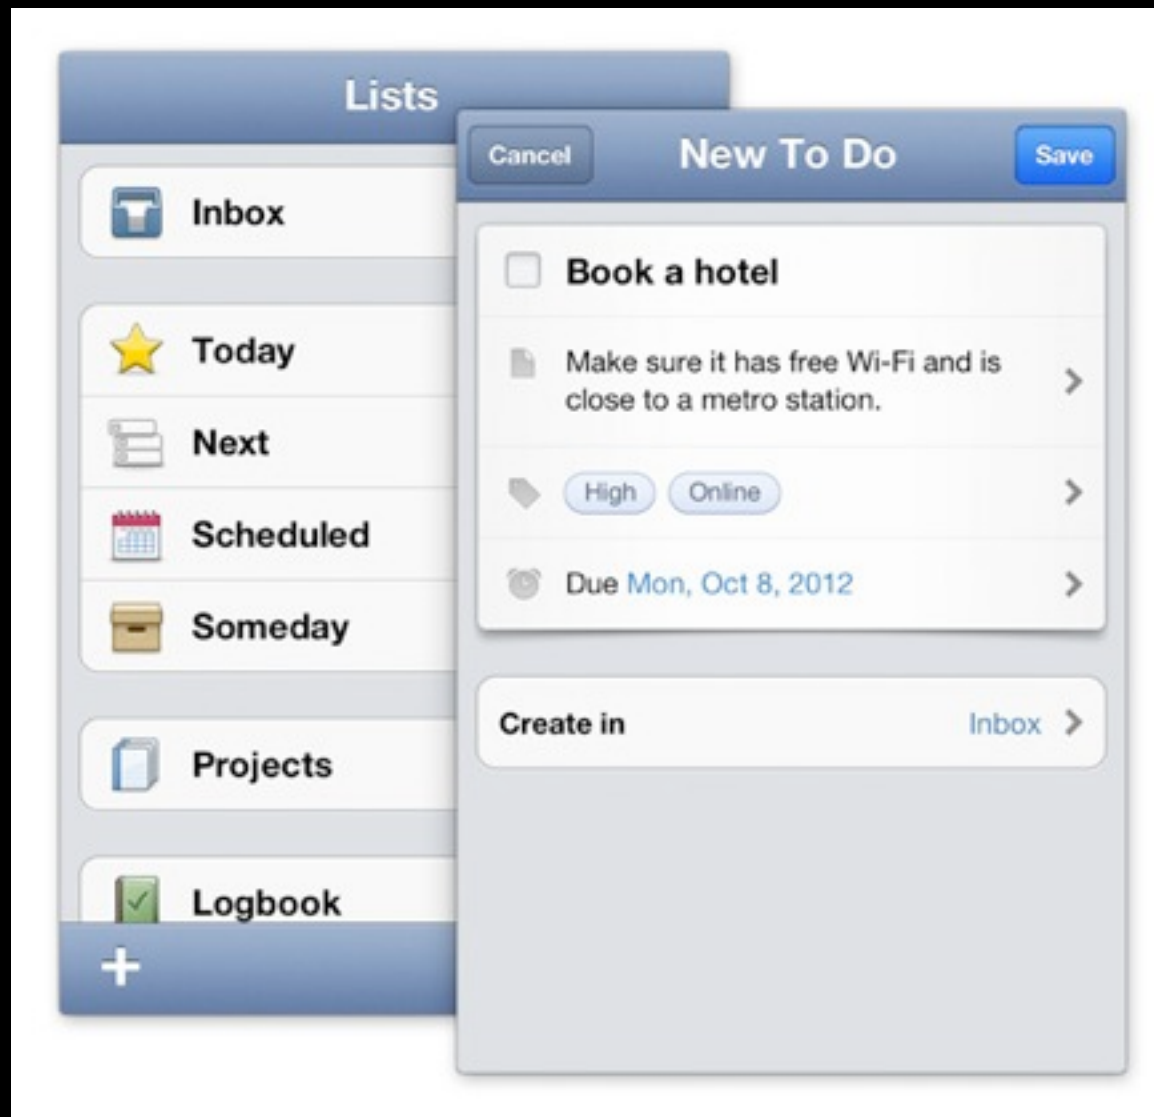 Lists
Inbox
Today
Next
Scheduled
Someday
Projects
Logbook
Cancel New To Do Save
Book a hotel
Make sure it has free Wi-Fi and is
close to a metro station.
High Online
Due Mon, Oct 8, 2012
Create in Inbox